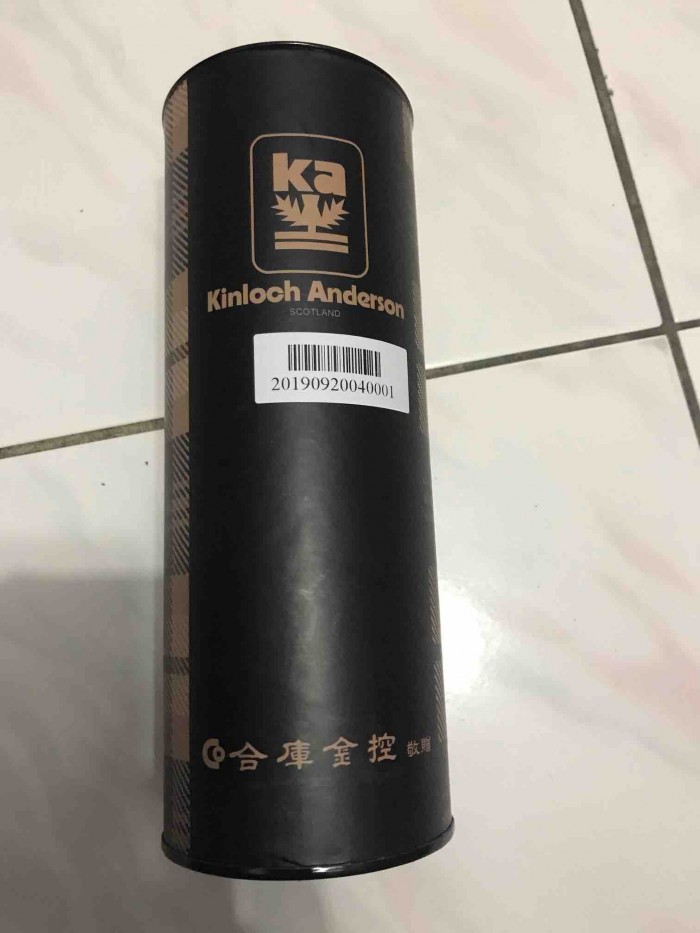 ka
Kinloch Anderson
SCOTLAND
20190920040001
合庫金控 敬贈